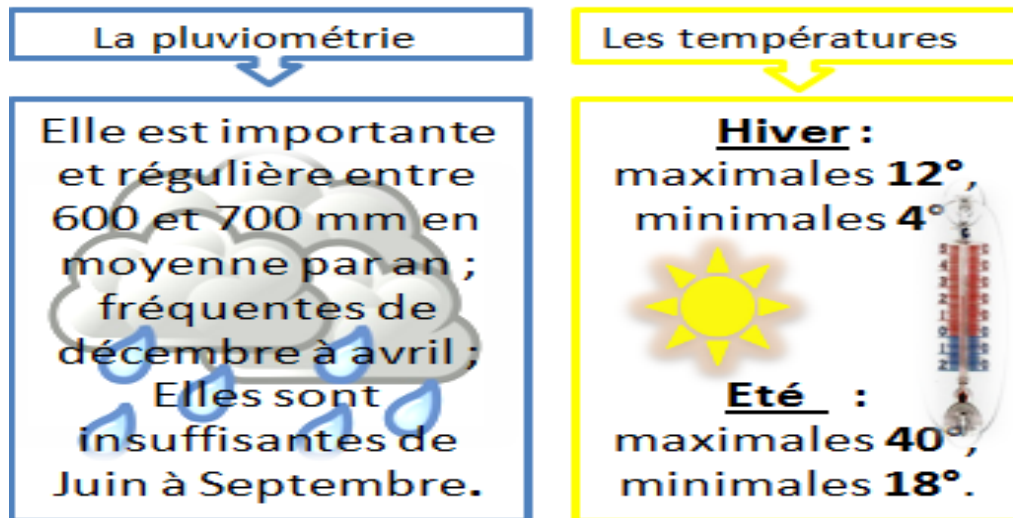 La pluviométrie
Elle est importante
et régulière entre
600 et 700 mm en
moyenne par an ;
fréquentes de
décembre à avril ;
Elles sont
insuffisantes de
Juin à Septembre.
Les températures
Hiver :
maximales 12°,
minimales 4°
Eté :
maximales 40°,
minimales 18°.